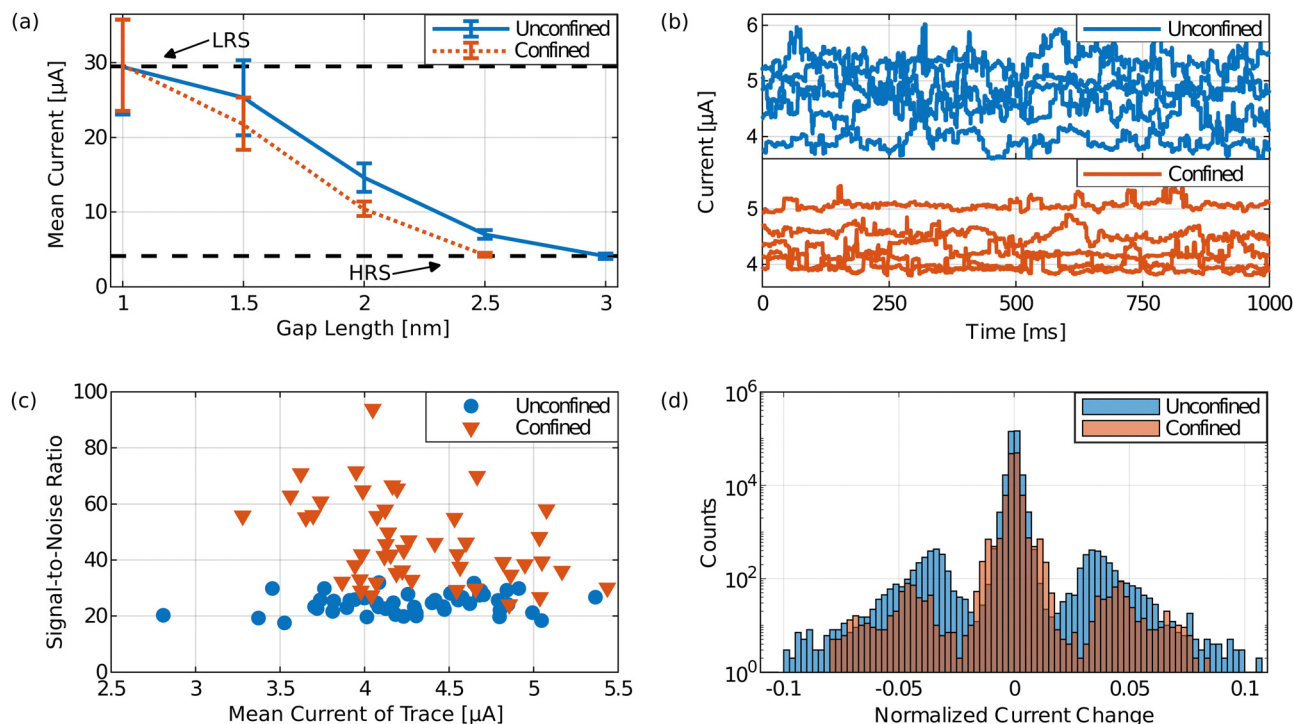 (a)
Mean Current [µA]
30
20
10
0
1
1.5
2
2.5
3
Gap Length [nm]
LRS
HRS
Unconfined
Confined
(b)
Current [µA]
6
5
4
5
4
0
250
500
750
1000
Time [ms]
Unconfined
Confined
(c)
Signal-to-Noise Ratio
100
80
60
40
20
0
2.5
3
3.5
4
4.5
5
5.5
Mean Current of Trace [µA]
Unconfined
Confined
(d)
Counts
10^6
10^4
10^2
10^0
-0.1
-0.05
0
0.05
0.1
Normalized Current Change
Unconfined
Confined